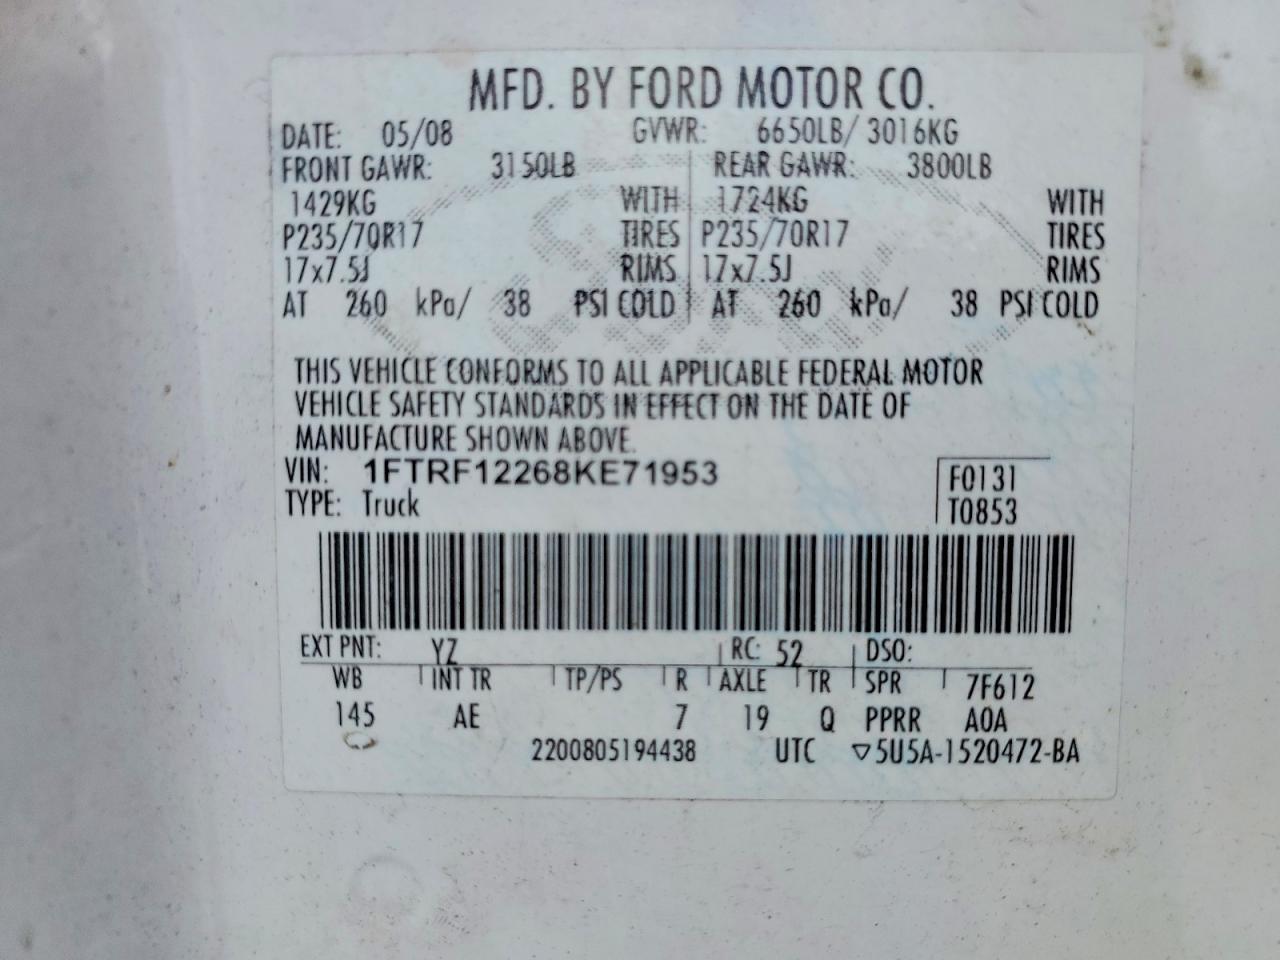 MFD. BY FORD MOTOR CO.
DATE: 05/08 GVWR: 6650LB/ 3016KG
FRONT GAWR: 3150LB REAR GAWR: 3800LB
1429KG WITH 1724KG WITH
P235/70R17 TIRES P235/70R17 TIRES
17x7.5J RIMS 17x7.5J RIMS
AT 260 kPa/ 38 PSI COLD AT 260 kPa/ 38 PSI COLD
THIS VEHICLE CONFORMS TO ALL APPLICABLE FEDERAL MOTOR
VEHICLE SAFETY STANDARDS IN EFFECT ON THE DATE OF
MANUFACTURE SHOWN ABOVE.
VIN: 1FTRF12268KE71953 F0131
TYPE: Truck T0853
EXT PNT: YZ RC: 52 DSO:
WB INT TR TP/PS R AXLE TR SPR 7F612
145 AE 7 19 Q PPRR A0A
2200805194438 UTC ▽5U5A-1520472-BA